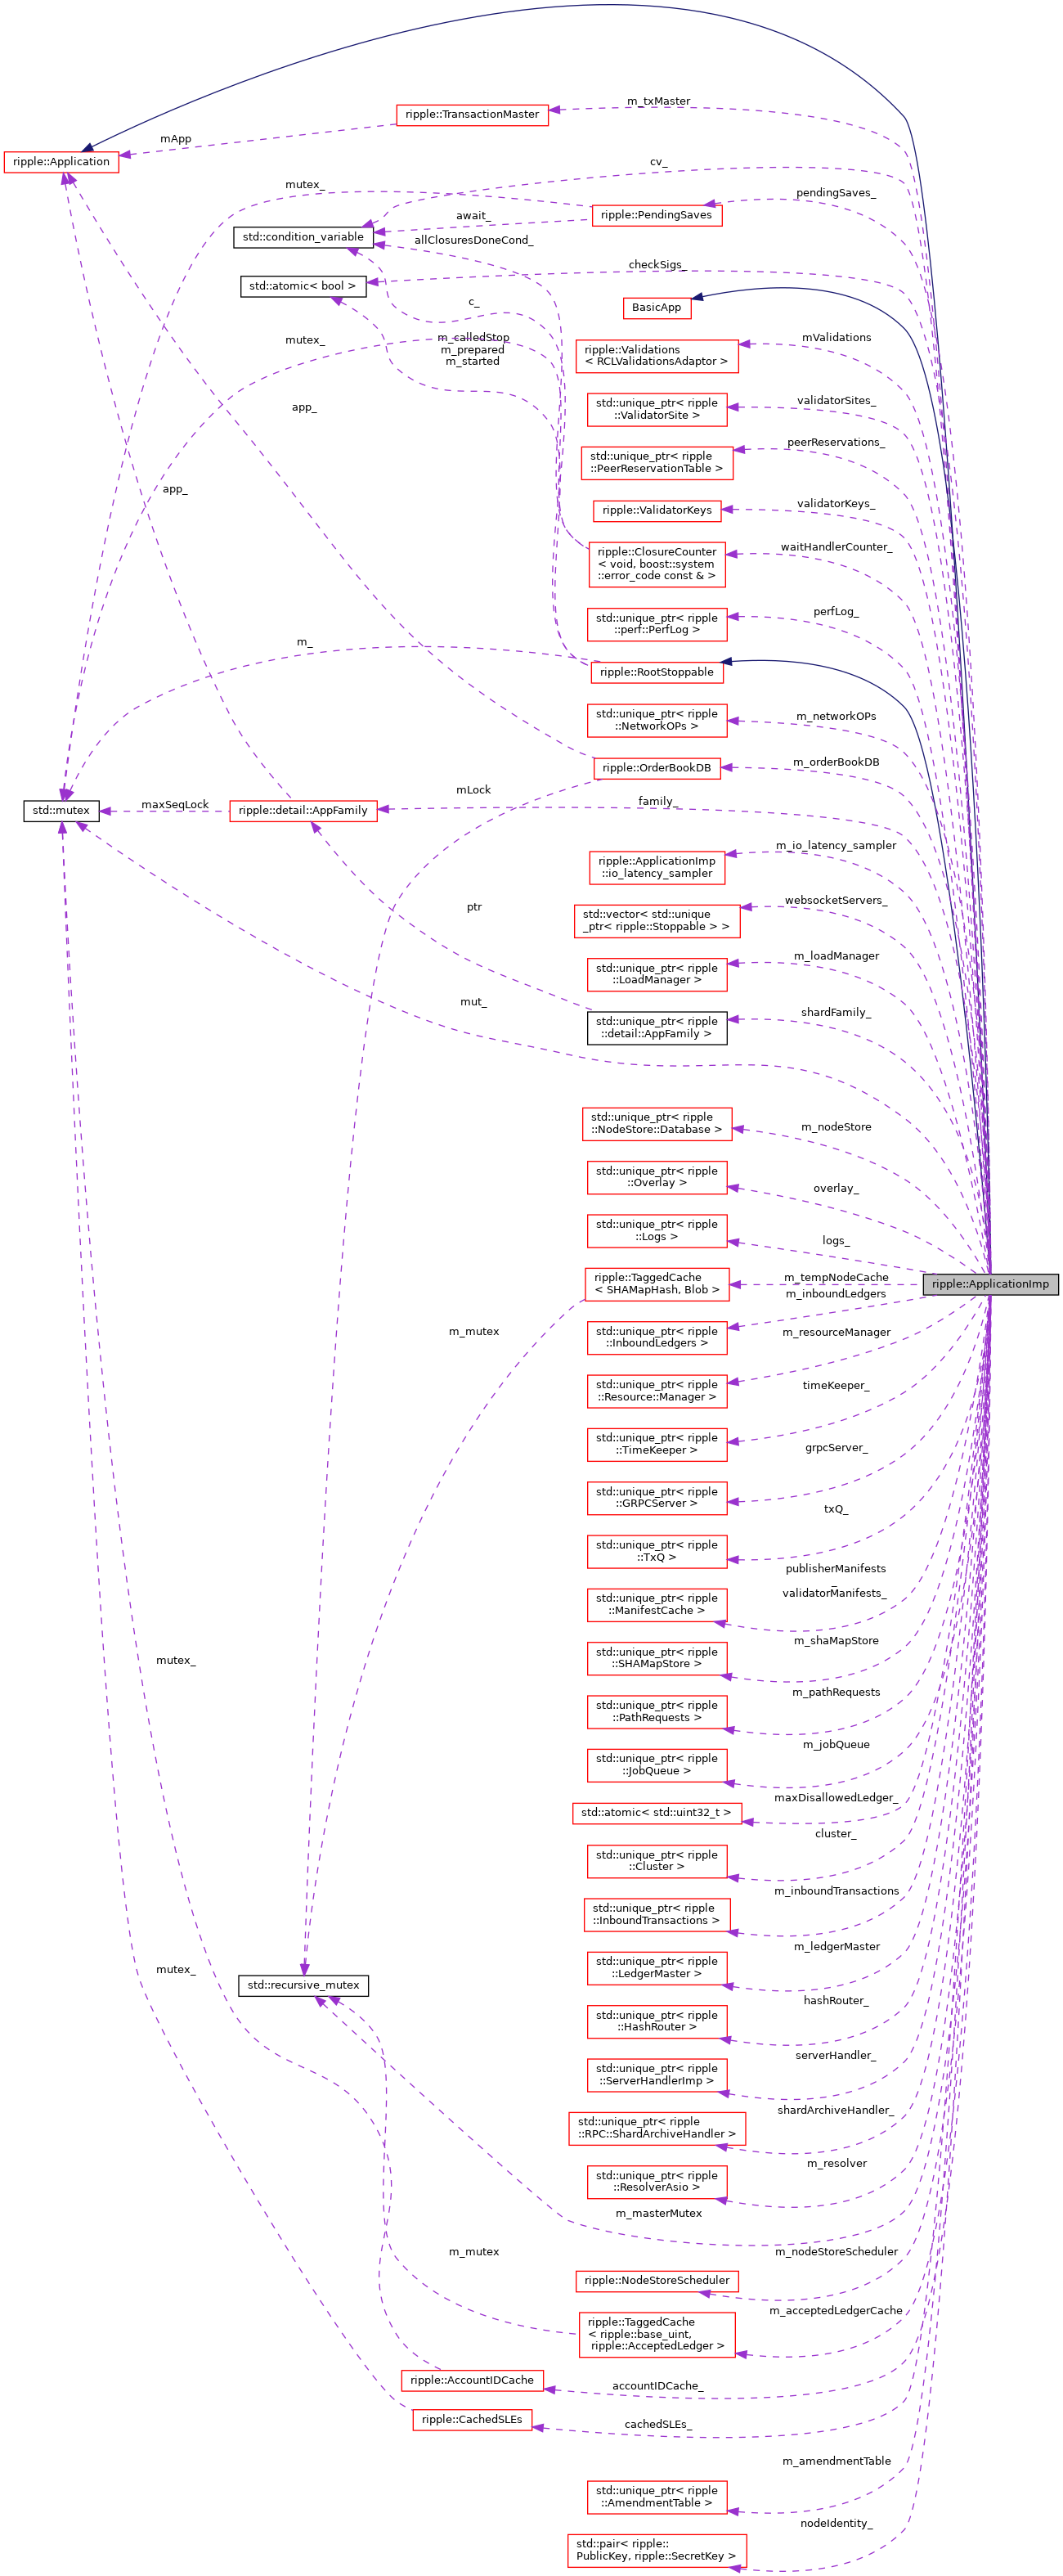 m_txMaster
ripple::TransactionMaster
mApp
ripple::Application
cv_
mutex_
pendingSaves_
ripple::PendingSaves
await_
std::condition_variable
allClosuresDoneCond_
checkSigs_
std::atomic< bool >
c_
BasicApp
mutex_
m_calledStop
m_prepared
m_started
mValidations
ripple::Validations
< RCLValidationsAdaptor >
app_
validatorSites_
std::unique_ptr< ripple
::ValidatorSite >
peerReservations_
std::unique_ptr< ripple
::PeerReservationTable >
app_
validatorKeys_
ripple::ValidatorKeys
waitHandlerCounter_
ripple::ClosureCounter
< void, boost::system
::error_code const & >
perfLog_
std::unique_ptr< ripple
::perf::PerfLog >
m_
ripple::RootStoppable
m_networkOPs
std::unique_ptr< ripple
::NetworkOPs >
m_orderBookDB
ripple::OrderBookDB
mLock
family_
std::mutex
maxSeqLock
ripple::detail::AppFamily
m_io_latency_sampler
ripple::ApplicationImp
::io_latency_sampler
websocketServers_
std::vector< std::unique
_ptr< ripple::Stoppable > >
ptr
m_loadManager
std::unique_ptr< ripple
::LoadManager >
mut_
shardFamily_
std::unique_ptr< ripple
::detail::AppFamily >
m_nodeStore
std::unique_ptr< ripple
::NodeStore::Database >
overlay_
std::unique_ptr< ripple
::Overlay >
logs_
std::unique_ptr< ripple
::Logs >
ripple::ApplicationImp
m_tempNodeCache
ripple::TaggedCache
< SHAMapHash, Blob >
m_inboundLedgers
std::unique_ptr< ripple
::InboundLedgers >
m_mutex
m_resourceManager
std::unique_ptr< ripple
::Resource::Manager >
timeKeeper_
std::unique_ptr< ripple
::TimeKeeper >
grpcServer_
std::unique_ptr< ripple
::GRPCServer >
txQ_
std::unique_ptr< ripple
::TxQ >
publisherManifests
_
validatorManifests_
std::unique_ptr< ripple
::ManifestCache >
m_shaMapStore
std::unique_ptr< ripple
::SHAMapStore >
mutex_
m_pathRequests
std::unique_ptr< ripple
::PathRequests >
m_jobQueue
std::unique_ptr< ripple
::JobQueue >
maxDisallowedLedger_
std::atomic< std::uint32_t >
cluster_
std::unique_ptr< ripple
::Cluster >
m_inboundTransactions
std::unique_ptr< ripple
::InboundTransactions >
m_ledgerMaster
std::unique_ptr< ripple
::LedgerMaster >
mutex_
std::recursive_mutex
hashRouter_
std::unique_ptr< ripple
::HashRouter >
serverHandler_
std::unique_ptr< ripple
::ServerHandlerImp >
shardArchiveHandler_
std::unique_ptr< ripple
::RPC::ShardArchiveHandler >
m_resolver
std::unique_ptr< ripple
::ResolverAsio >
m_masterMutex
m_mutex
m_nodeStoreScheduler
ripple::NodeStoreScheduler
m_acceptedLedgerCache
ripple::TaggedCache
< ripple::base_uint,
ripple::AcceptedLedger >
ripple::AccountIDCache
accountIDCache_
ripple::CachedSLEs
cachedSLEs_
m_amendmentTable
std::unique_ptr< ripple
::AmendmentTable >
nodeIdentity_
std::pair< ripple::
PublicKey, ripple::SecretKey >